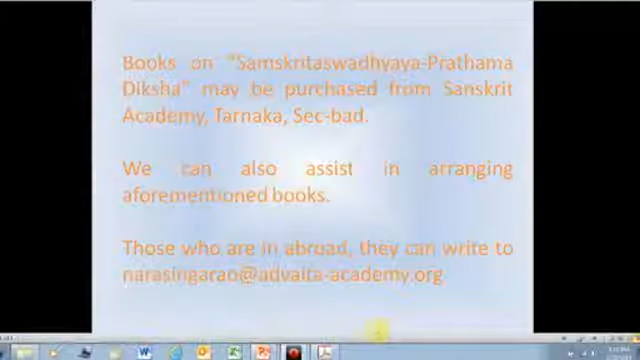 Books on "Samskritaswadhyaya-Prathama
Diksha" may be purchased from Sanskrit
Academy, Tarnaka, Sec-bad.
We can also assist in arranging
aforementioned books.
Those who are in abroad, they can write to
narasingarao@advaita-academy.org